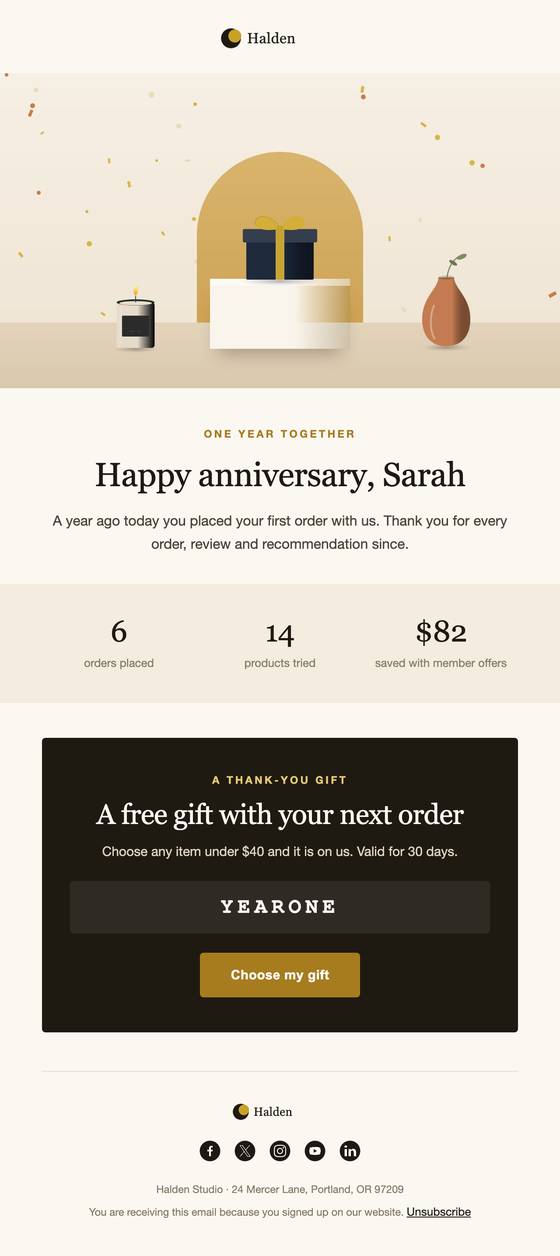 Halden
ONE YEAR TOGETHER
Happy anniversary, Sarah
A year ago today you placed your first order with us. Thank you for every
order, review and recommendation since.
6
orders placed
14
products tried
$82
saved with member offers
A THANK-YOU GIFT
A free gift with your next order
Choose any item under $40 and it is on us. Valid for 30 days.
YEARONE
Choose my gift
Halden
Halden Studio · 24 Mercer Lane, Portland, OR 97209
You are receiving this email because you signed up on our website. Unsubscribe